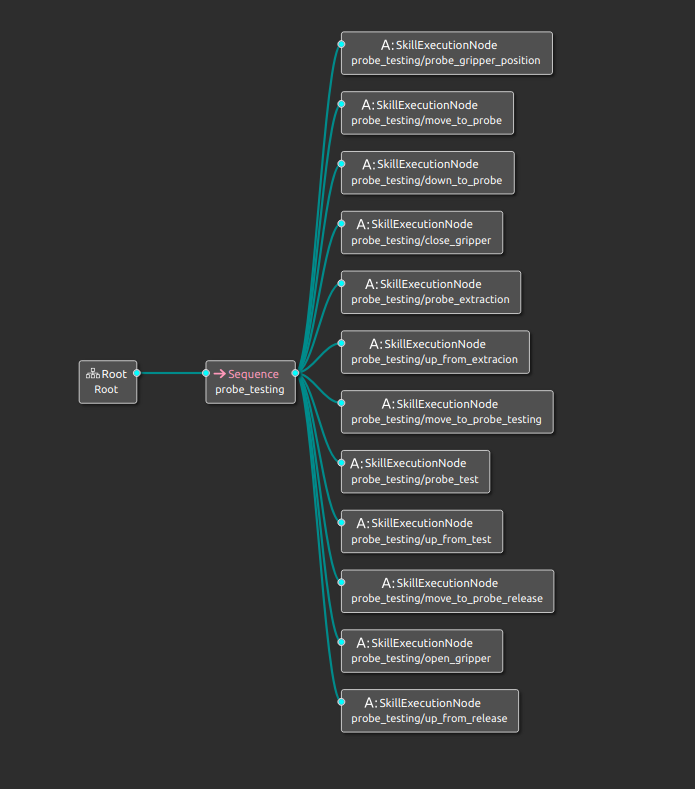 Root
Root
Sequence
probe_testing
A:SkillExecutionNode
probe_testing/probe_gripper_position
A:SkillExecutionNode
probe_testing/move_to_probe
A:SkillExecutionNode
probe_testing/down_to_probe
A:SkillExecutionNode
probe_testing/close_gripper
A:SkillExecutionNode
probe_testing/probe_extraction
A:SkillExecutionNode
probe_testing/up_from_extracion
A:SkillExecutionNode
probe_testing/move_to_probe_testing
A:SkillExecutionNode
probe_testing/probe_test
A:SkillExecutionNode
probe_testing/up_from_test
A:SkillExecutionNode
probe_testing/move_to_probe_release
A:SkillExecutionNode
probe_testing/open_gripper
A:SkillExecutionNode
probe_testing/up_from_release